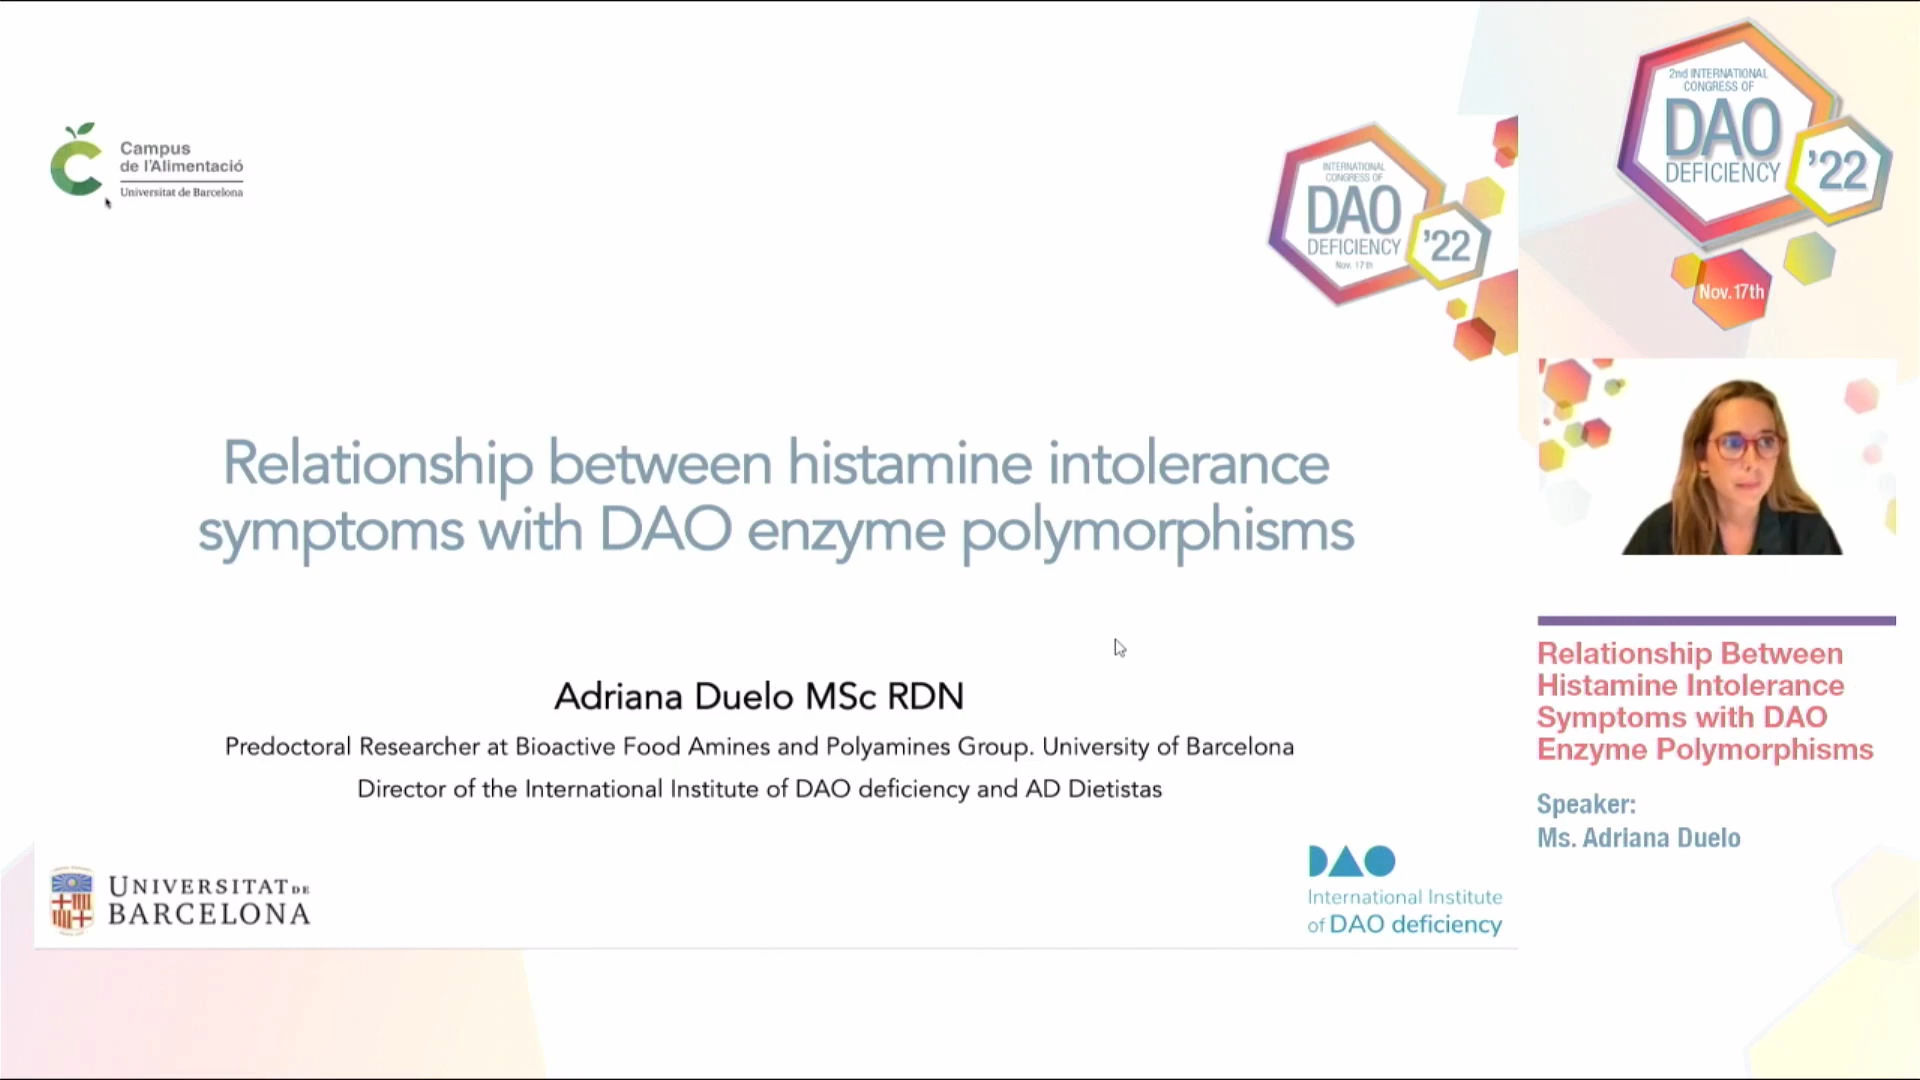 Campus
de l'Alimentació
Universitat de Barcelona
INTERNATIONAL
CONGRESS OF
DAO
DEFICIENCY
'22
Nov. 17th
Relationship between histamine intolerance
symptoms with DAO enzyme polymorphisms
Adriana Duelo MSc RDN
Predoctoral Researcher at Bioactive Food Amines and Polyamines Group. University of Barcelona
Director of the International Institute of DAO deficiency and AD Dietistas
UNIVERSITAT DE
BARCELONA
DAO
International Institute
of DAO deficiency
2nd INTERNATIONAL
CONGRESS OF
DAO
DEFICIENCY
'22
Nov.17th
Relationship Between
Histamine Intolerance
Symptoms with DAO
Enzyme Polymorphisms
Speaker:
Ms. Adriana Duelo